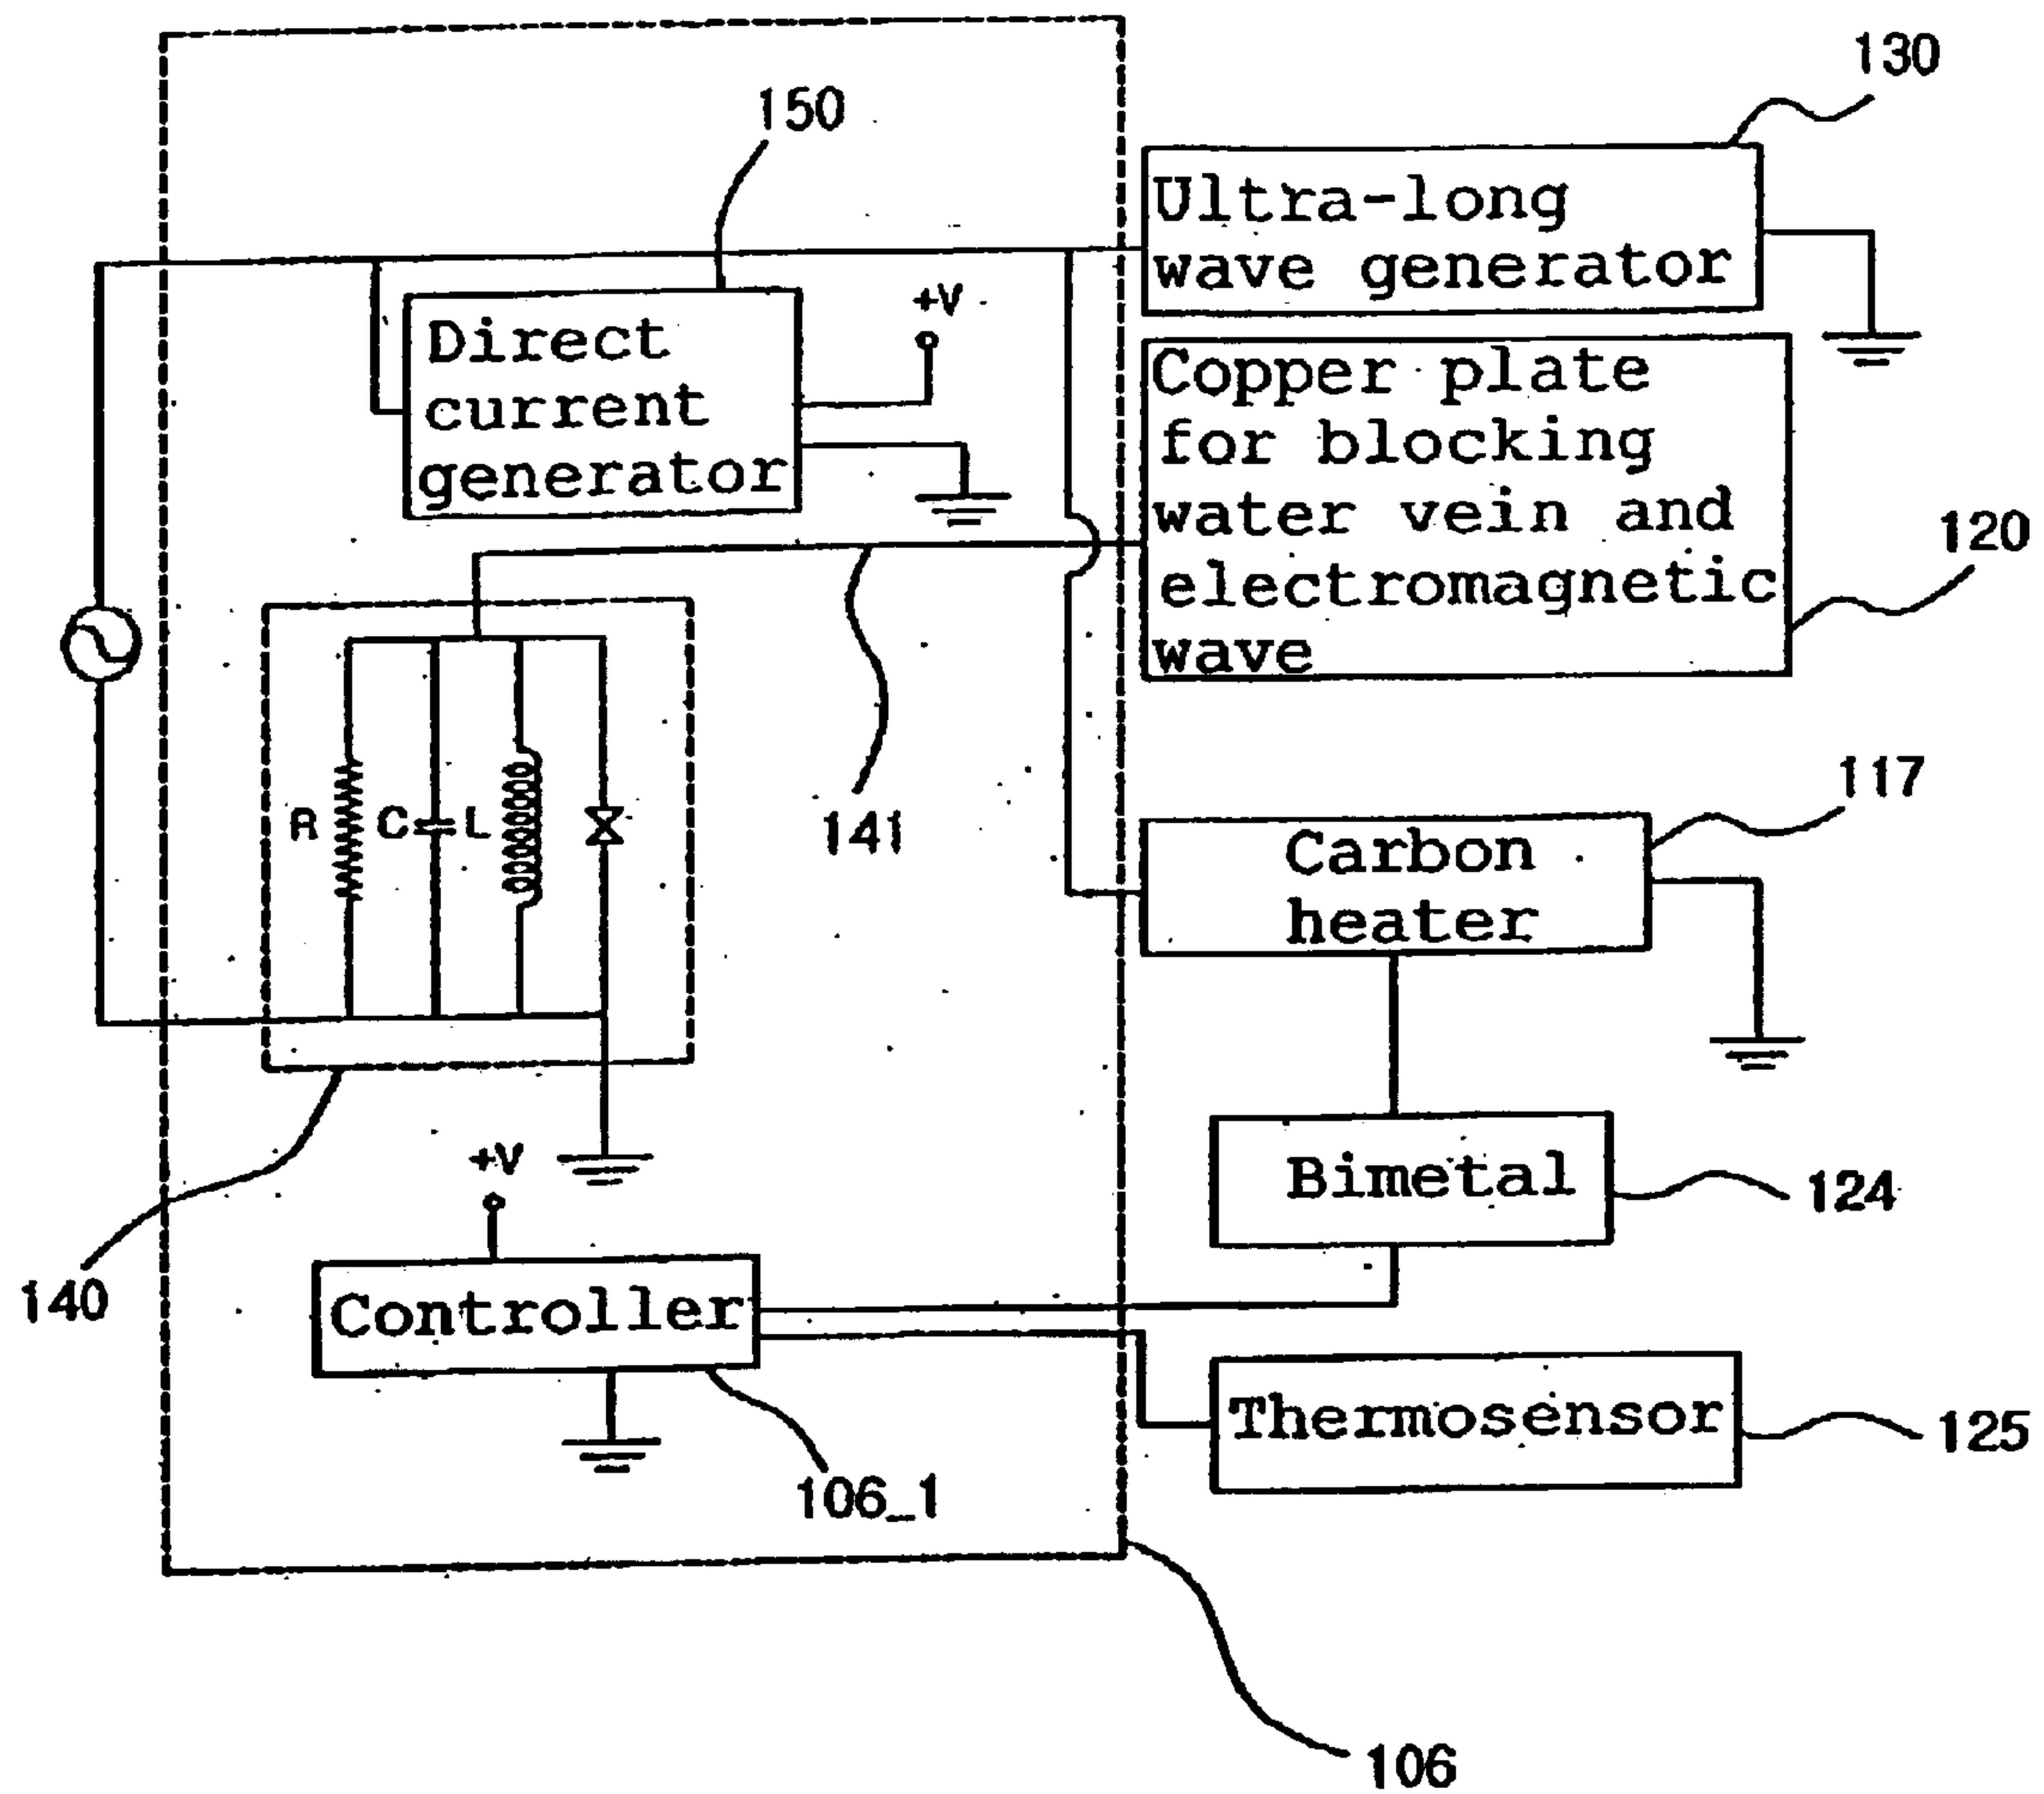 130
150
Ultra-long
wave generator
+V
Direct
current
generator
Copper plate
for blocking
water vein and
electromagnetic
wave
120
R
C
L
141
117
Carbon
heater
+V
Bimetal
124
140
Controller
Thermosensor
125
106_1
106